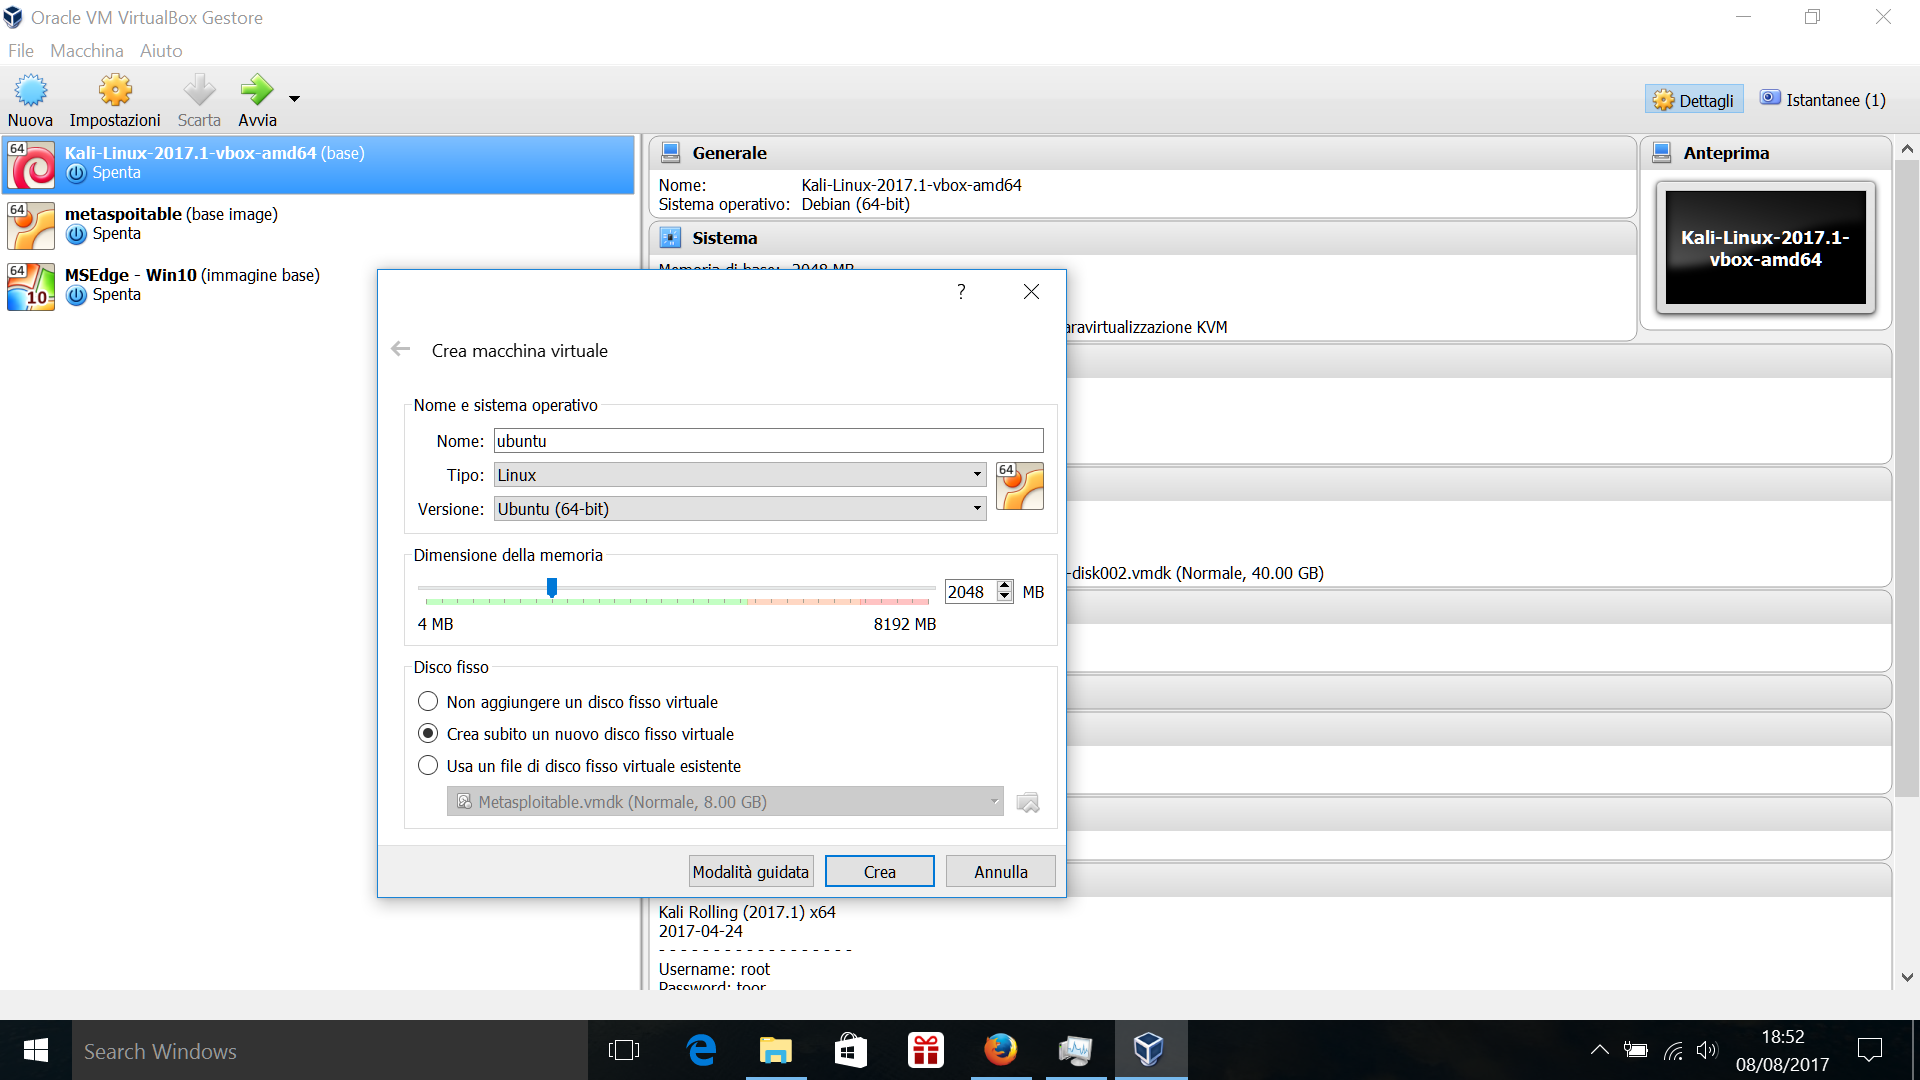 Oracle VM VirtualBox Gestore
File Macchina Aiuto
Nuova Impostazioni Scarta Avvia
Dettagli Istantanee (1)
64 Kali-Linux-2017.1-vbox-amd64 (base)
Spenta
64 metaspoitable (base image)
Spenta
64 MSEdge - Win10 (immagine base)
10 Spenta
Generale
Nome: Kali-Linux-2017.1-vbox-amd64
Sistema operativo: Debian (64-bit)
Sistema
Memoria di base: 2048 MB
aravirtualizzazione KVM
-disk002.vmdk (Normale, 40.00 GB)
Kali Rolling (2017.1) x64
2017-04-24
- - - - - - - - - - - - - - - - - -
Username: root
Password: toor
Anteprima
Kali-Linux-2017.1-
vbox-amd64
?
Crea macchina virtuale
Nome e sistema operativo
Nome: ubuntu
Tipo: Linux
64
Versione: Ubuntu (64-bit)
Dimensione della memoria
2048 MB
4 MB 8192 MB
Disco fisso
Non aggiungere un disco fisso virtuale
Crea subito un nuovo disco fisso virtuale
Usa un file di disco fisso virtuale esistente
Metasploitable.vmdk (Normale, 8.00 GB)
Modalità guidata Crea Annulla
Search Windows
18:52
08/08/2017